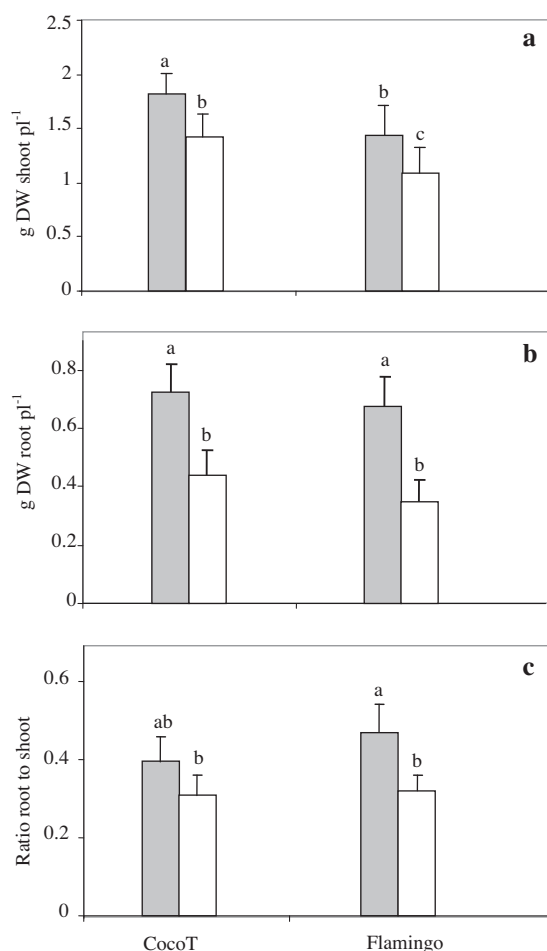 a
g DW shoot pl⁻¹
2.5
2
1.5
1
0.5
0
a
b
b
c
b
g DW root pl⁻¹
0.8
0.6
0.4
0.2
0
a
b
a
b
c
Ratio root to shoot
0.6
0.4
0.2
0
ab
b
a
b
CocoT
Flamingo